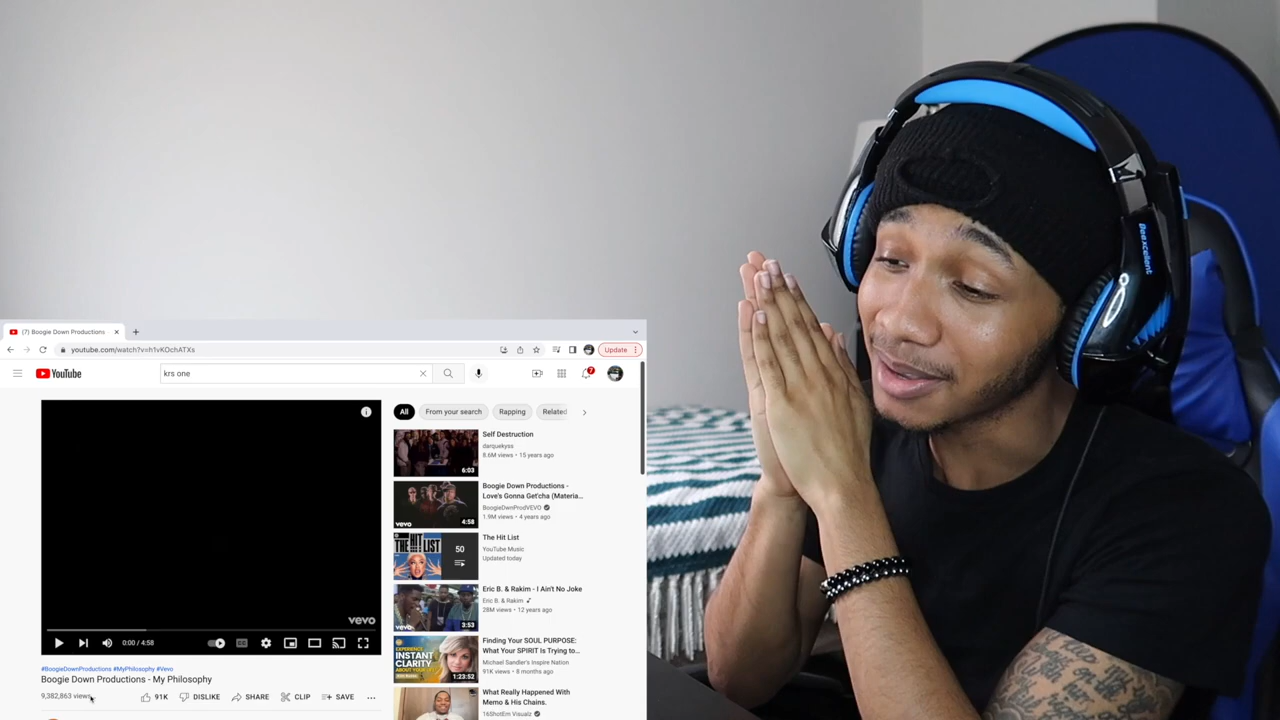 (7) Boogie Down Productions -
youtube.com/watch?v=h1vKOchATXs
Update
YouTube
krs one
7
All
From your search
Rapping
Related
Self Destruction
darquekyss
8.6M views • 15 years ago
6:03
Boogie Down Productions -
Love's Gonna Get'cha (Materia...
BoogieDwnProdVEVO
1.9M views • 4 years ago
vevo
4:58
The Hit List
YouTube Music
Updated today
THE HIT LIST
50
Eric B. & Rakim - I Ain't No Joke
Eric B. & Rakim
28M views • 12 years ago
vevo
3:53
Finding Your SOUL PURPOSE:
What Your SPIRIT Is Trying to...
Michael Sandler's Inspire Nation
91K views • 8 months ago
EXPERIENCE
INSTANT
CLARITY
1:23:52
What Really Happened With
Memo & His Chains.
16ShotEm Visualz
vevo
0:00 / 4:58
CC
#BoogieDownProductions #MyPhilosophy #Vevo
Boogie Down Productions - My Philosophy
9,382,863 views
91K
DISLIKE
SHARE
CLIP
SAVE
Beexcellent